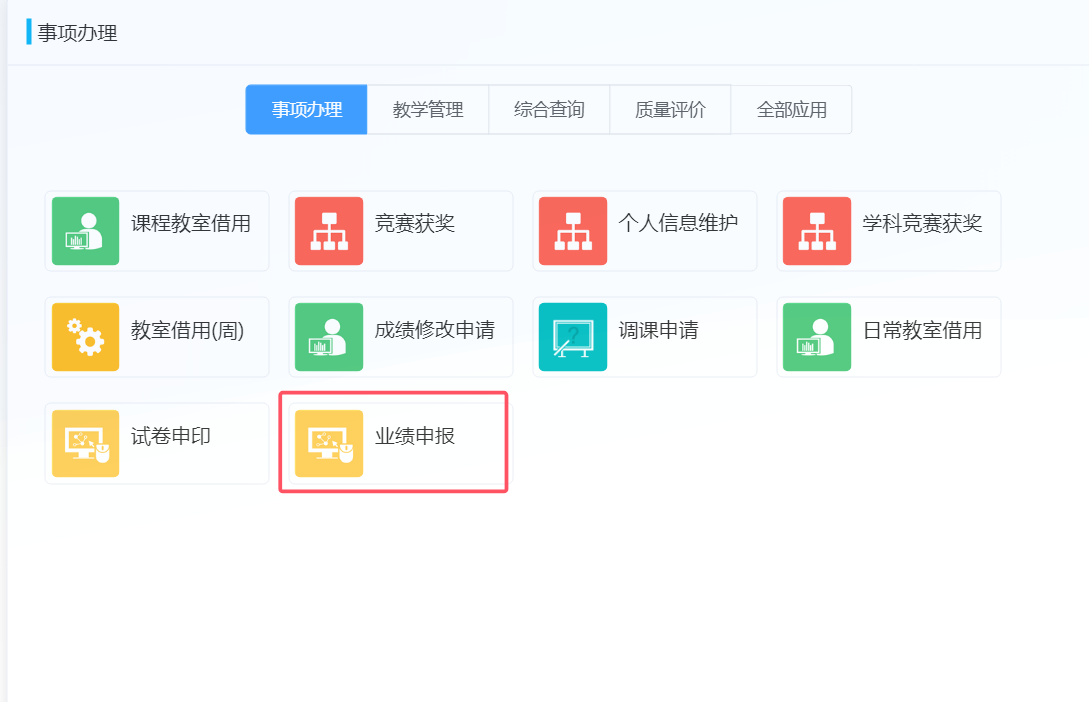 事项办理
事项办理 教学管理 综合查询 质量评价 全部应用
课程教室借用 竞赛获奖 个人信息维护 学科竞赛获奖
教室借用(周) 成绩修改申请 调课申请 日常教室借用
试卷申印 业绩申报